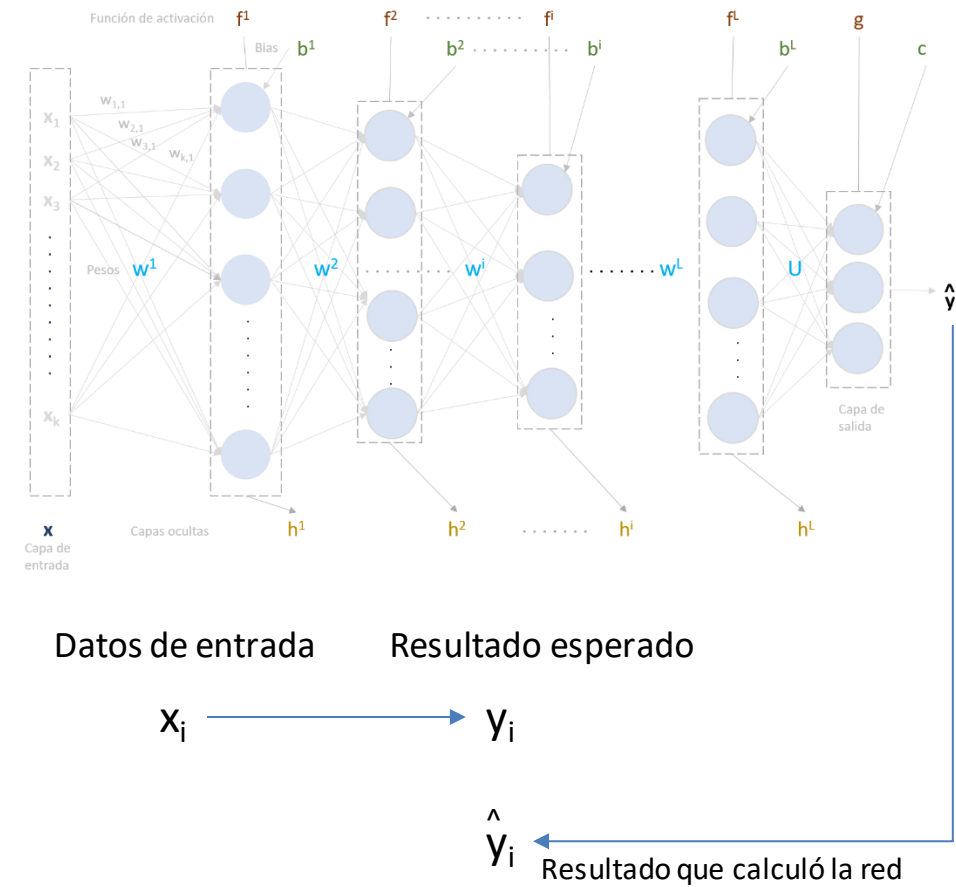 Función de activación f¹ f² . . . . . . . . . . fⁱ fᴸ g
Bias b¹ b² . . . . . . . . . . bⁱ bᴸ c
w₁,₁
x₁ w₂,₁
w₃,₁
x₂ wₖ,₁
x₃
Pesos w¹ w² . . . . . . . . wⁱ . . . . . . . wᴸ U
ŷ
xₖ
Capa de
salida
x Capas ocultas h¹ h² . . . . . . . hⁱ hᴸ
Capa de
entrada
Datos de entrada Resultado esperado
xᵢ yᵢ
ŷᵢ
Resultado que calculó la red